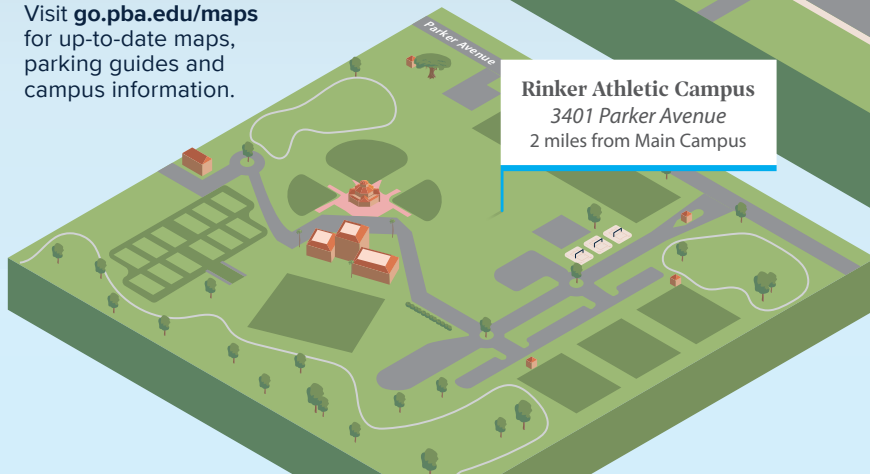 Visit go.pba.edu/maps
for up-to-date maps,
parking guides and
campus information.
Parker Avenue
Rinker Athletic Campus
3401 Parker Avenue
2 miles from Main Campus